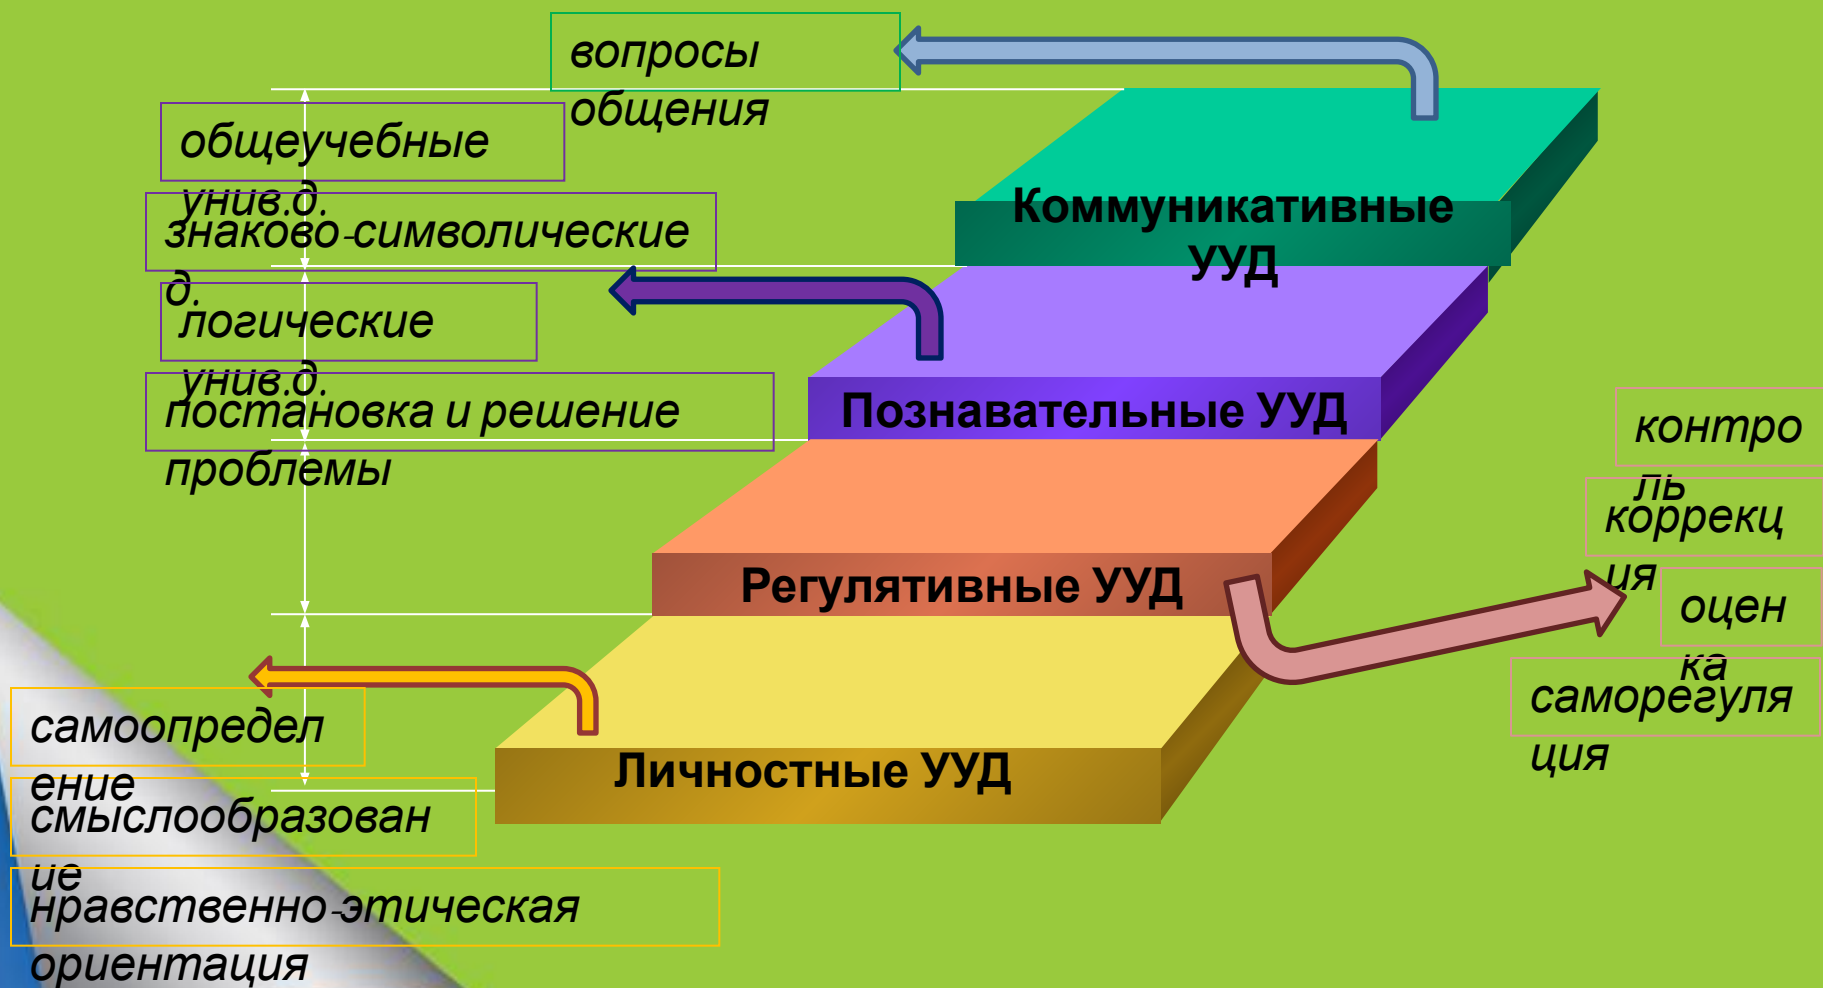 вопросы
общения
общеучебные
унив.д.
знаково-символические
д.
логические
унив.д.
постановка и решение
проблемы
Коммуникативные
УУД
Познавательные УУД
Регулятивные УУД
Личностные УУД
контро
ль
коррекц
ия
оцен
ка
саморегуля
ция
самоопредел
ение
смыслообразован
ие
нравственно-этическая
ориентация